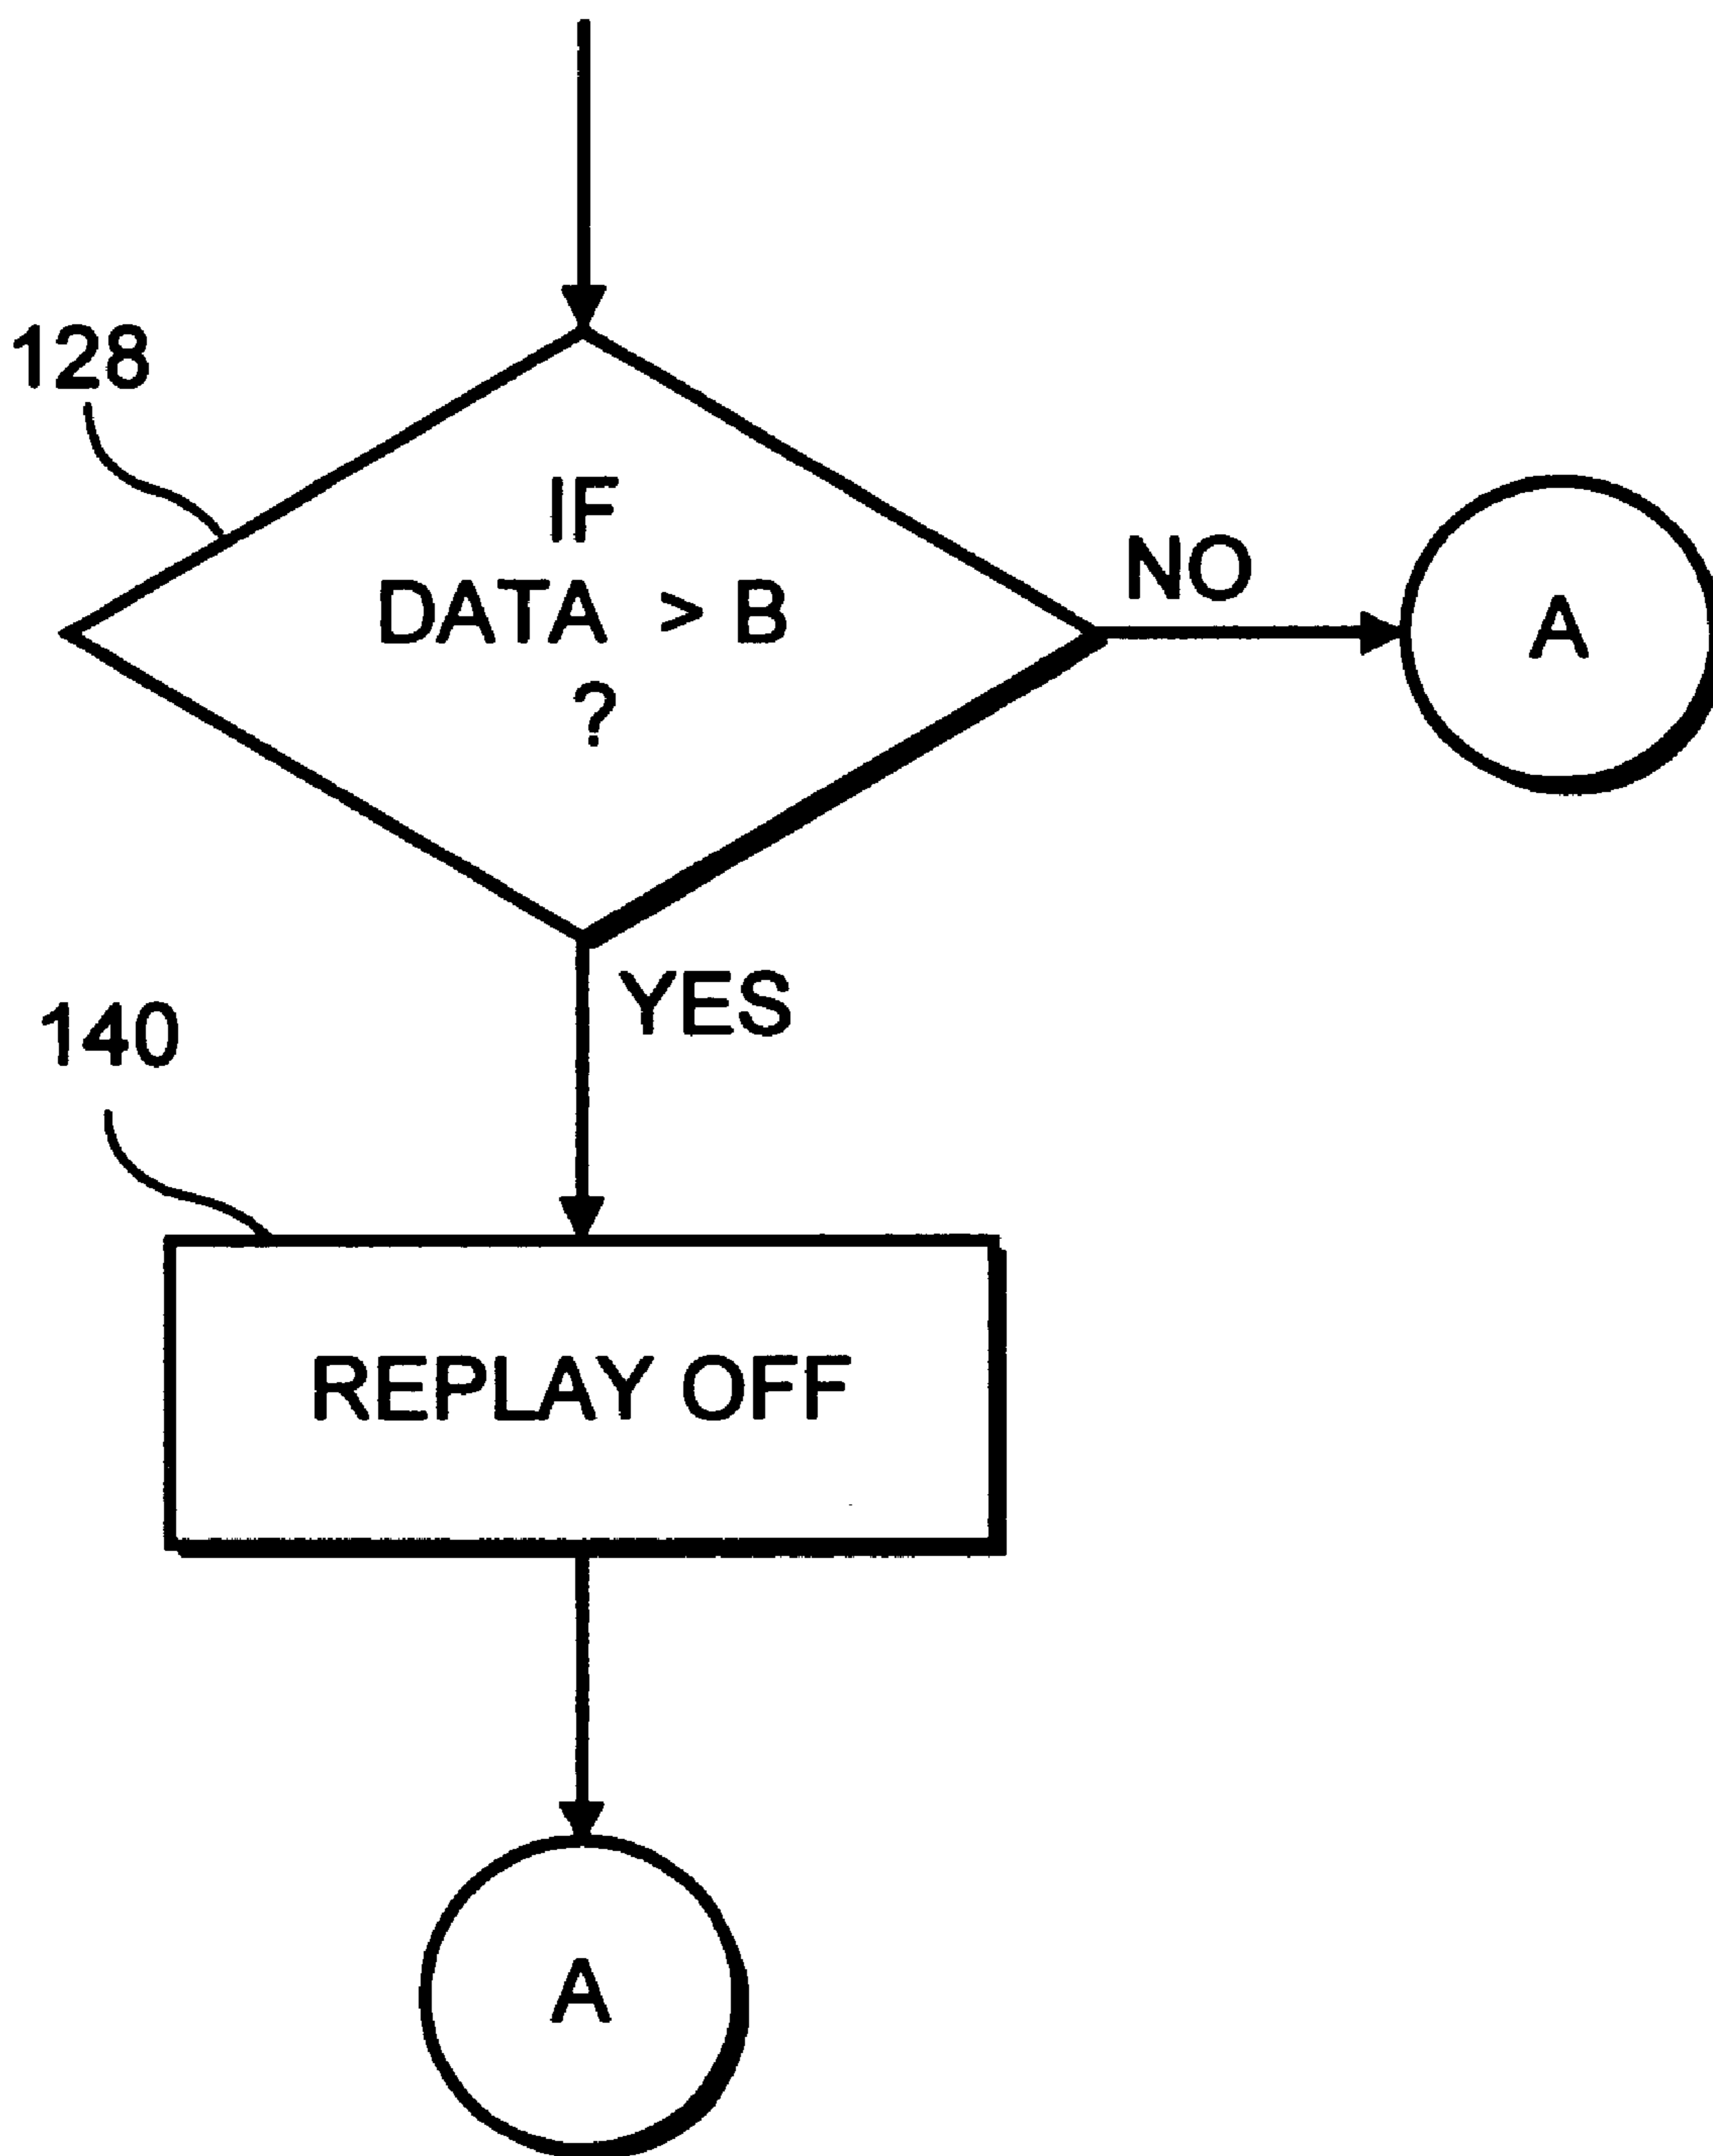 128
IF
DATA > B
?
NO
A
YES
140
REPLAY OFF
A